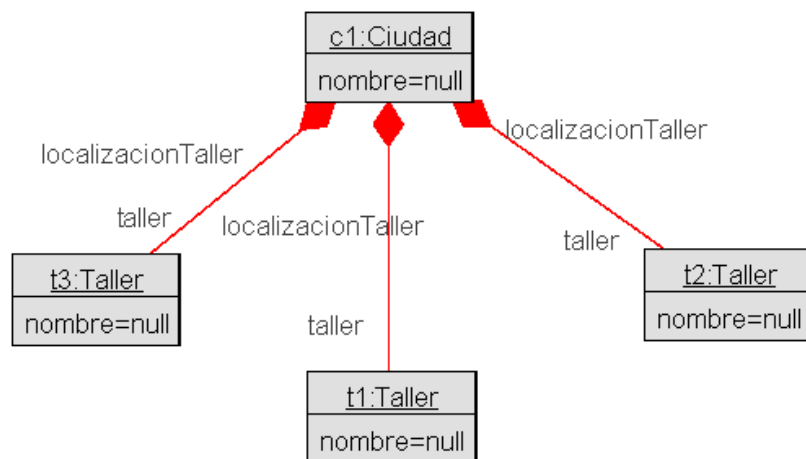 c1:Ciudad
nombre=null
localizacionTaller
localizacionTaller
taller
localizacionTaller
taller
t3:Taller
nombre=null
t2:Taller
nombre=null
taller
t1:Taller
nombre=null